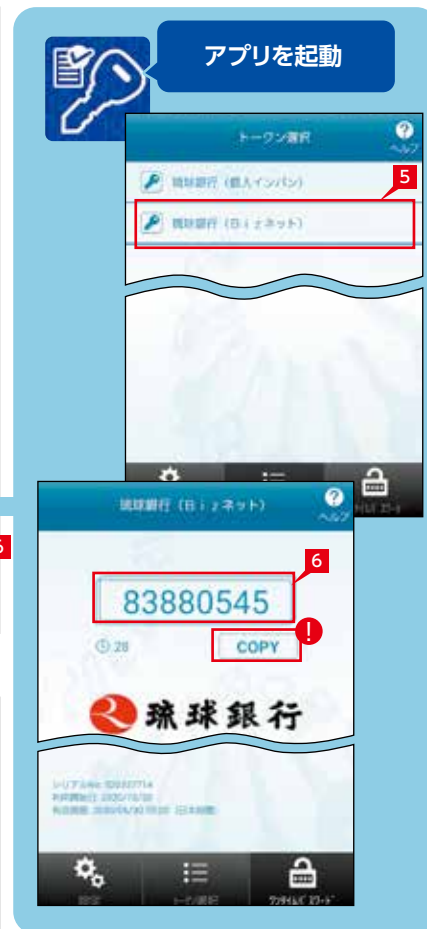 アプリを起動
トークン選択
?
ヘルプ
琉球銀行 (個人インバン)
5
琉球銀行 (Bizネット)
琉球銀行 (Bizネット)
?
ヘルプ
6
6
83880545
28
COPY
!
琉球銀行
設定
トークン選択
ワンタイムパスワード